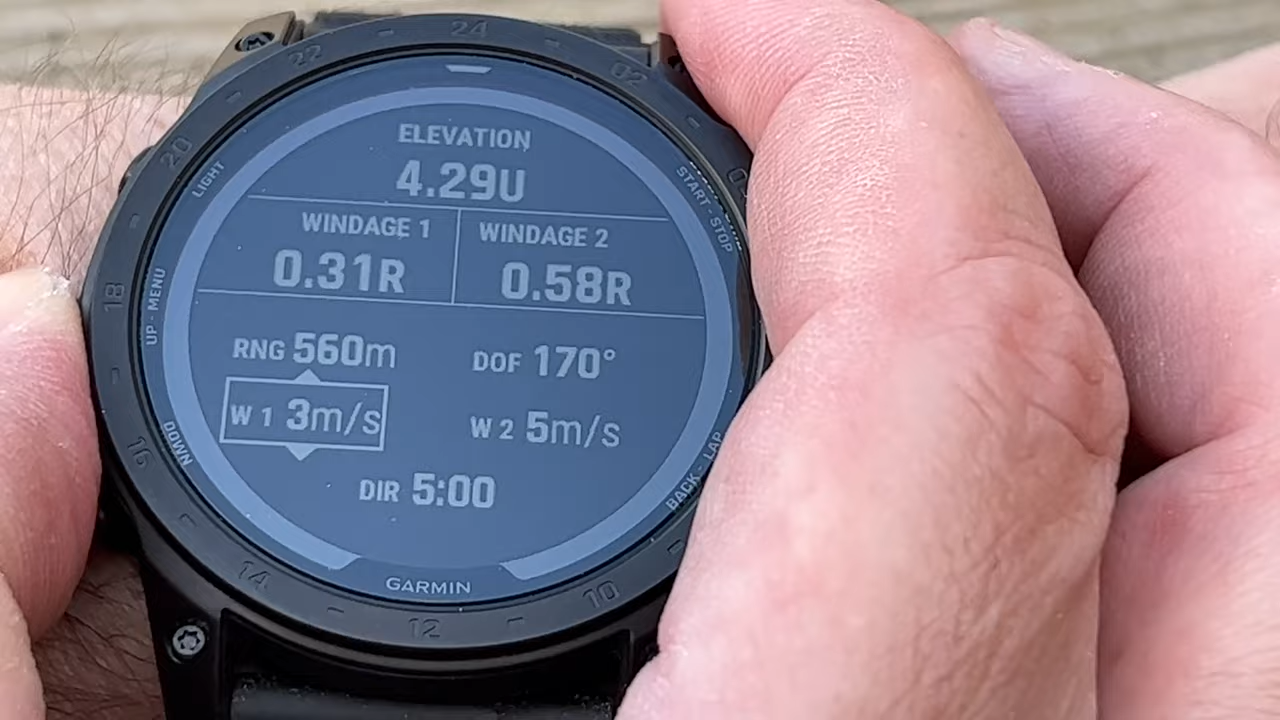 24
22
02
20
LIGHT
START - STOP
ELEVATION
4.29U
WINDAGE 1 WINDAGE 2
0.31R 0.58R
18
UP - MENU
RNG 560m DOF 170°
W 1 3m/s W 2 5m/s
DIR 5:00
DOWN
BACK - LAP
16
14
GARMIN
10
12